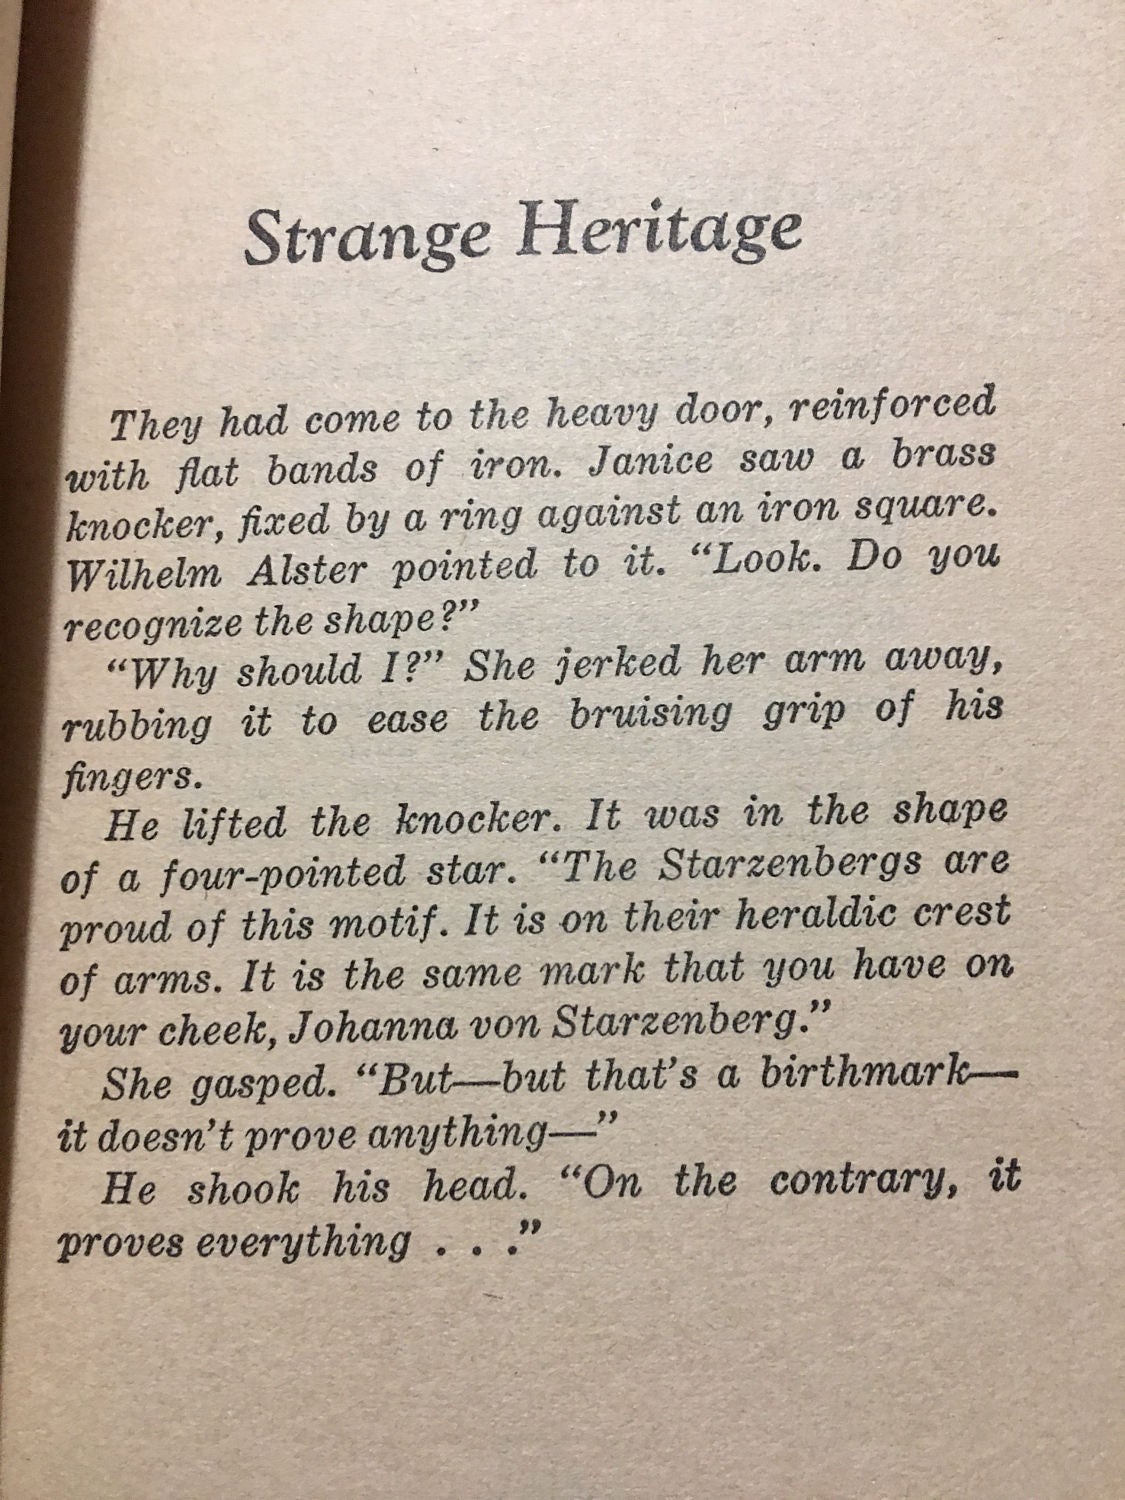 Strange Heritage
They had come to the heavy door, reinforced
with flat bands of iron. Janice saw a brass
knocker, fixed by a ring against an iron square.
Wilhelm Alster pointed to it. “Look. Do you
recognize the shape?”
“Why should I?” She jerked her arm away,
rubbing it to ease the bruising grip of his
fingers.
He lifted the knocker. It was in the shape
of a four-pointed star. “The Starzenbergs are
proud of this motif. It is on their heraldic crest
of arms. It is the same mark that you have on
your cheek, Johanna von Starzenberg.”
She gasped. “But—but that’s a birthmark—
it doesn’t prove anything—”
He shook his head. “On the contrary, it
proves everything . . .”